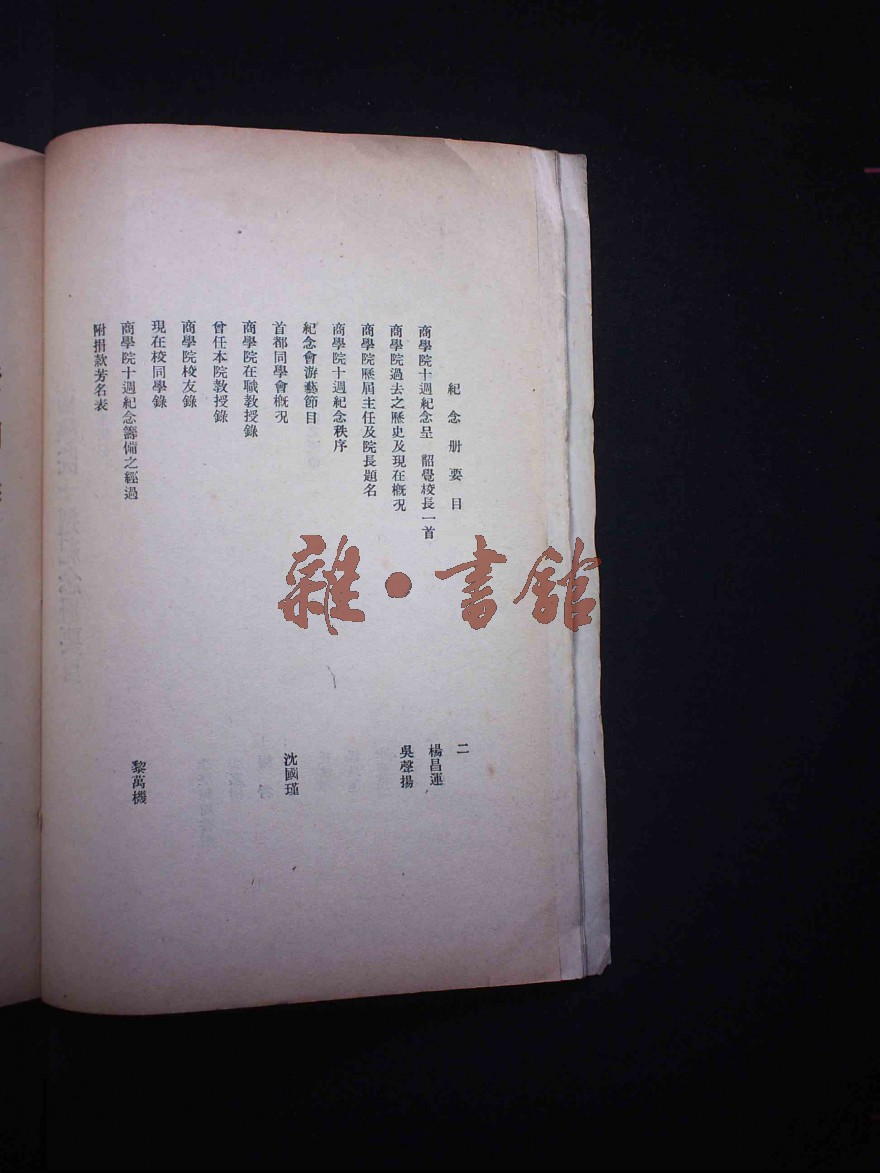 紀念册要目 二
商學院十週紀念呈 韶覺校長一首 楊昌運
商學院過去之歷史及現在概况 吳聲揚
商學院歷屆主任及院長題名
商學院十週紀念秩序
紀念會游藝節目
首都同學會概况 沈國瑾
商學院在職教授錄
曾任本院教授錄
商學院校友錄
現在校同學錄
商學院十週紀念籌備之經過 黎萬機
附捐款芳名表
雜·書館